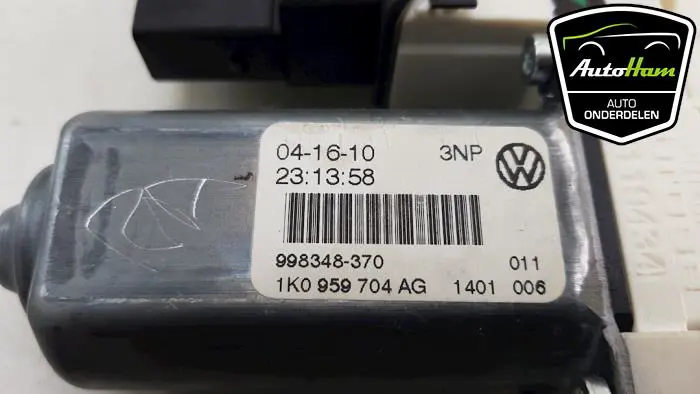 AutoHam
AUTO
ONDERDELEN
04-16-10 3NP
23:13:58
998348-370 011
1K0 959 704 AG 1401 006